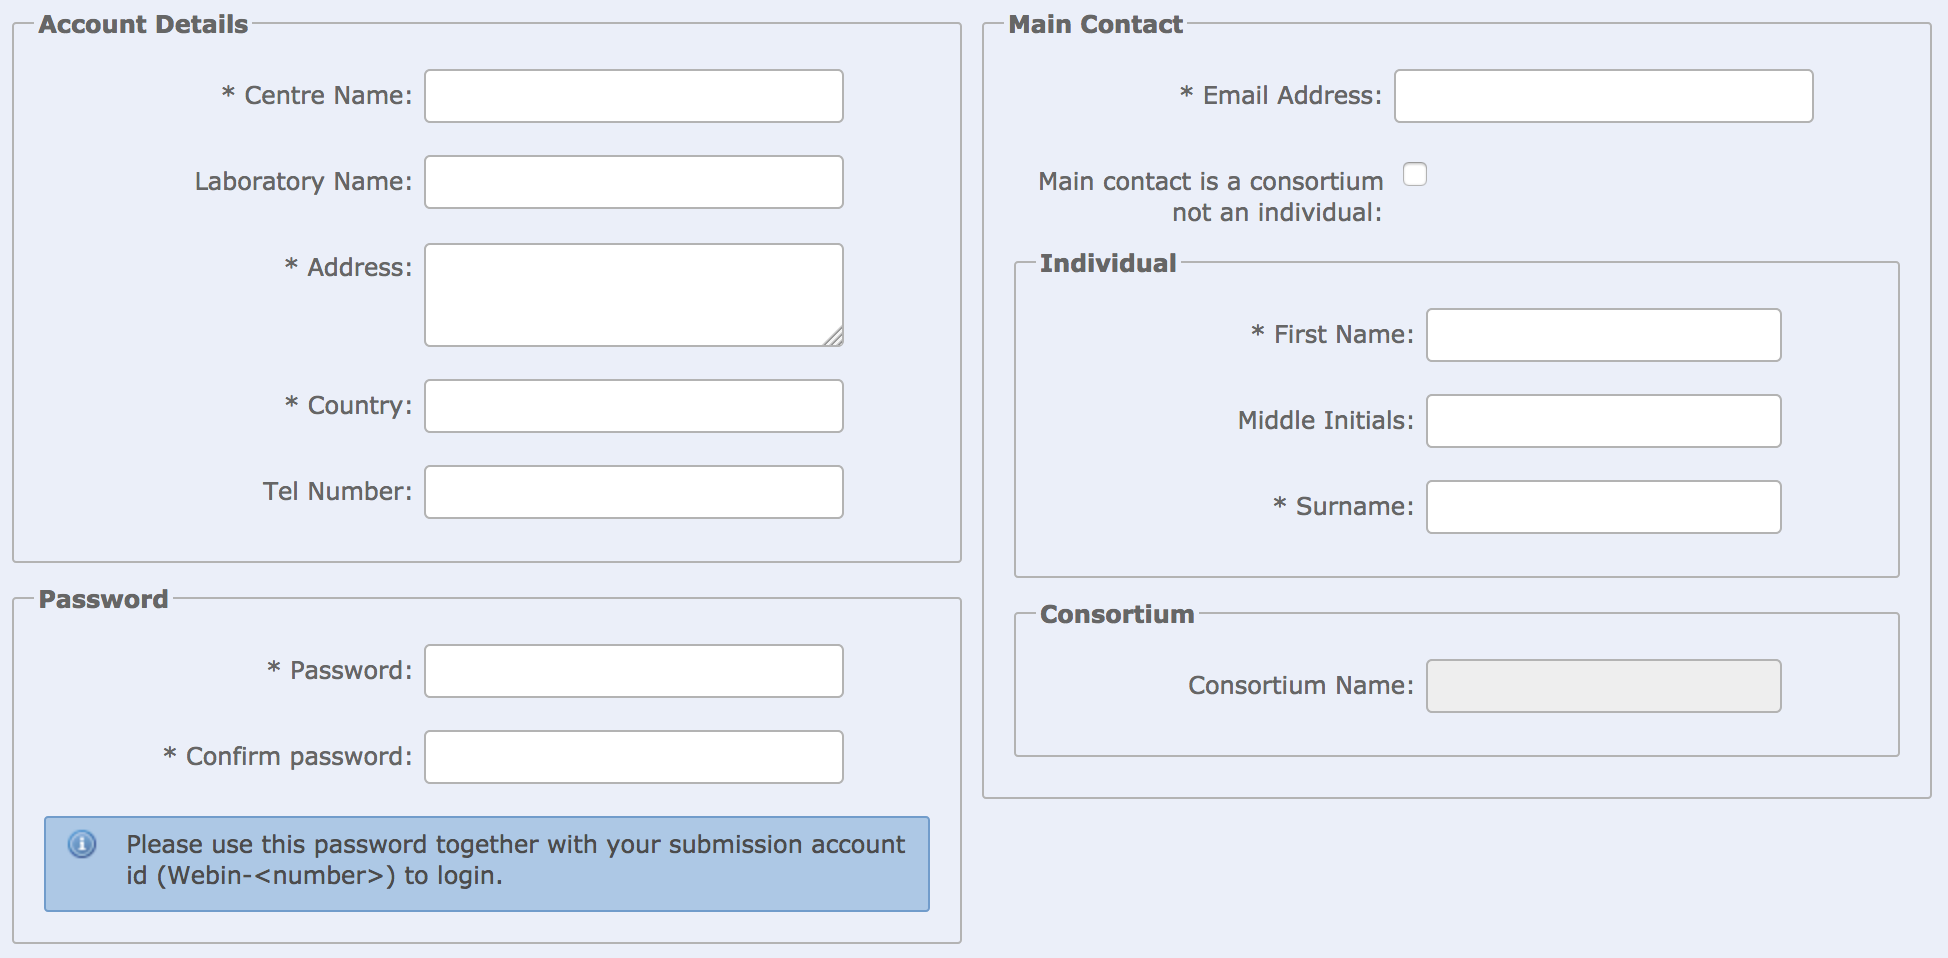 Account Details
* Centre Name:
Laboratory Name:
* Address:
* Country:
Tel Number:
Password
* Password:
* Confirm password:
Please use this password together with your submission account
id (Webin-<number>) to login.
Main Contact
* Email Address:
Main contact is a consortium
not an individual:
Individual
* First Name:
Middle Initials:
* Surname:
Consortium
Consortium Name: